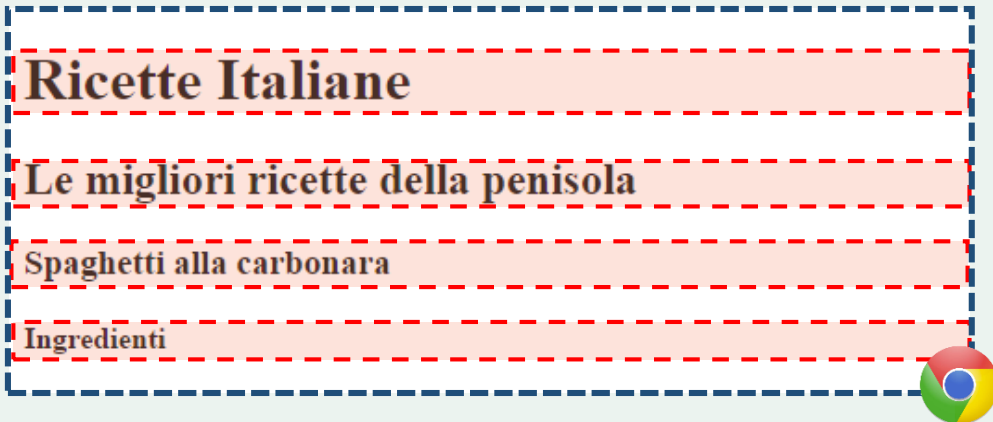 Ricette Italiane
Le migliori ricette della penisola
Spaghetti alla carbonara
Ingredienti